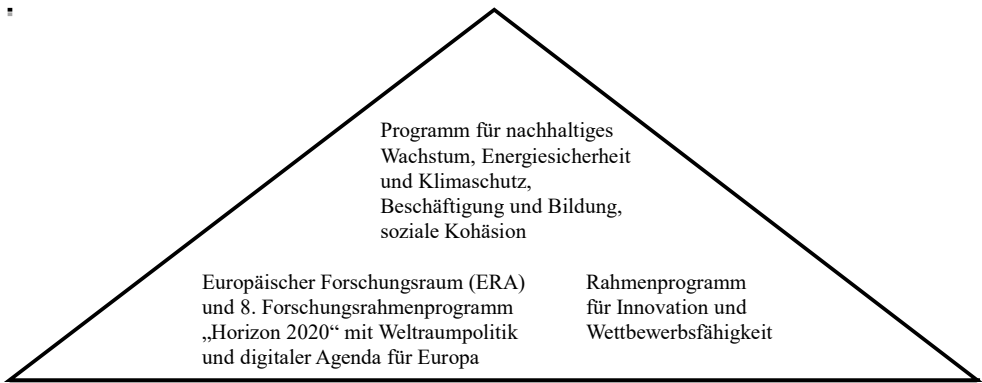 Programm für nachhaltiges
Wachstum, Energiesicherheit
und Klimaschutz,
Beschäftigung und Bildung,
soziale Kohäsion
Europäischer Forschungsraum (ERA)
und 8. Forschungsrahmenprogramm
„Horizon 2020“ mit Weltraumpolitik
und digitaler Agenda für Europa
Rahmenprogramm
für Innovation und
Wettbewerbsfähigkeit